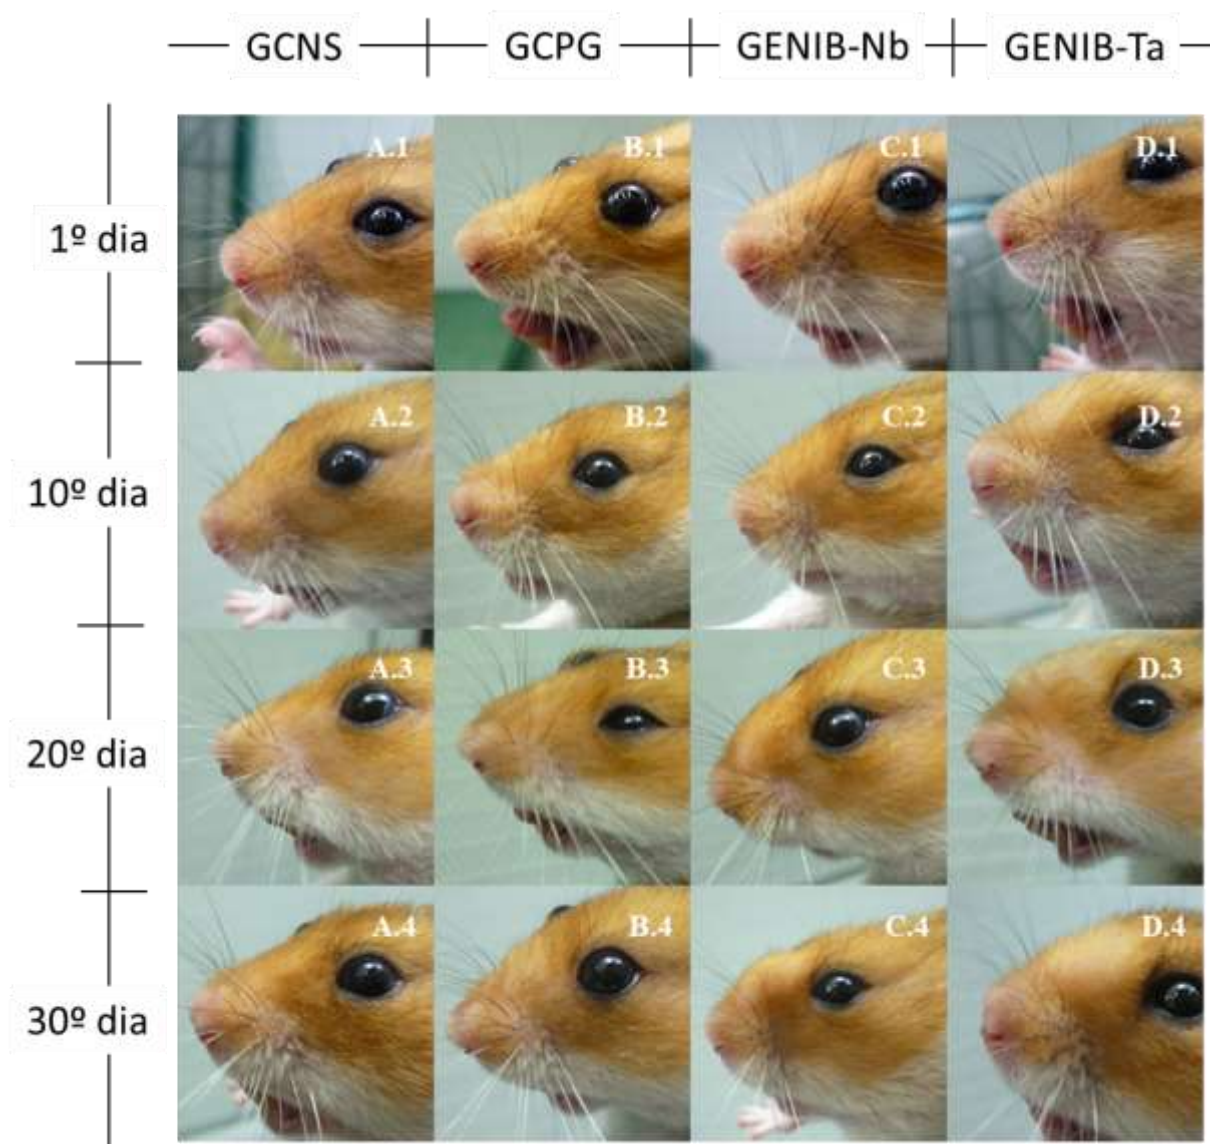 GCNS GCPG GENIB-Nb GENIB-Ta
1º dia A.1 B.1 C.1 D.1
10º dia A.2 B.2 C.2 D.2
20º dia A.3 B.3 C.3 D.3
30º dia A.4 B.4 C.4 D.4